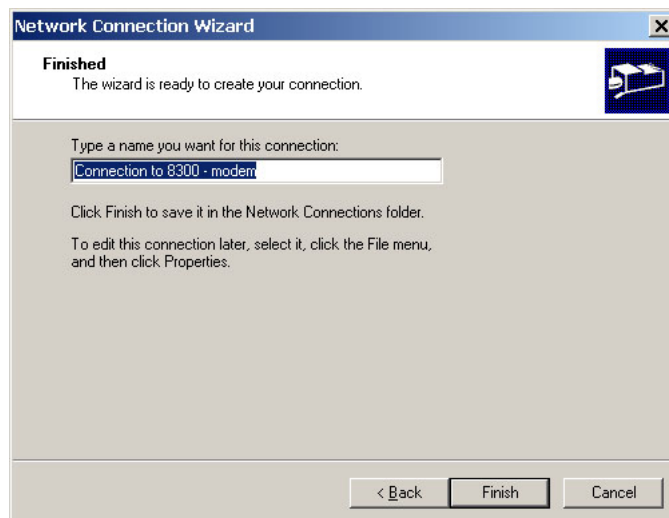 Network Connection Wizard
Finished
The wizard is ready to create your connection.
Type a name you want for this connection:
Connection to 8300 - modem
Click Finish to save it in the Network Connections folder.
To edit this connection later, select it, click the File menu,
and then click Properties.
< Back Finish Cancel